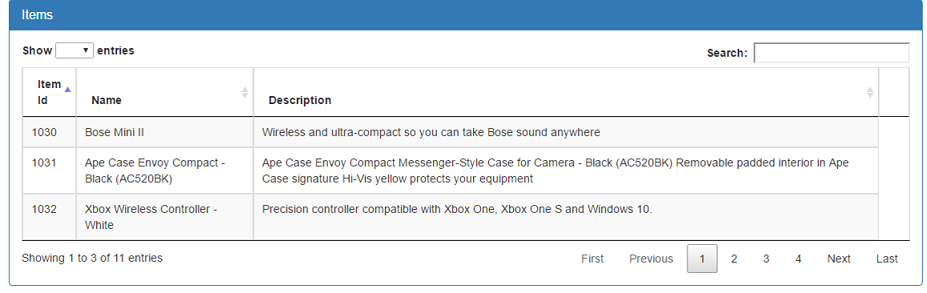 Items
Show entries
Search:
Item
Id
Name
Description
1030 Bose Mini II Wireless and ultra-compact so you can take Bose sound anywhere
1031 Ape Case Envoy Compact - Ape Case Envoy Compact Messenger-Style Case for Camera - Black (AC520BK) Removable padded interior in Ape
Black (AC520BK) Case signature Hi-Vis yellow protects your equipment
1032 Xbox Wireless Controller - Precision controller compatible with Xbox One, Xbox One S and Windows 10.
White
Showing 1 to 3 of 11 entries First Previous 1 2 3 4 Next Last